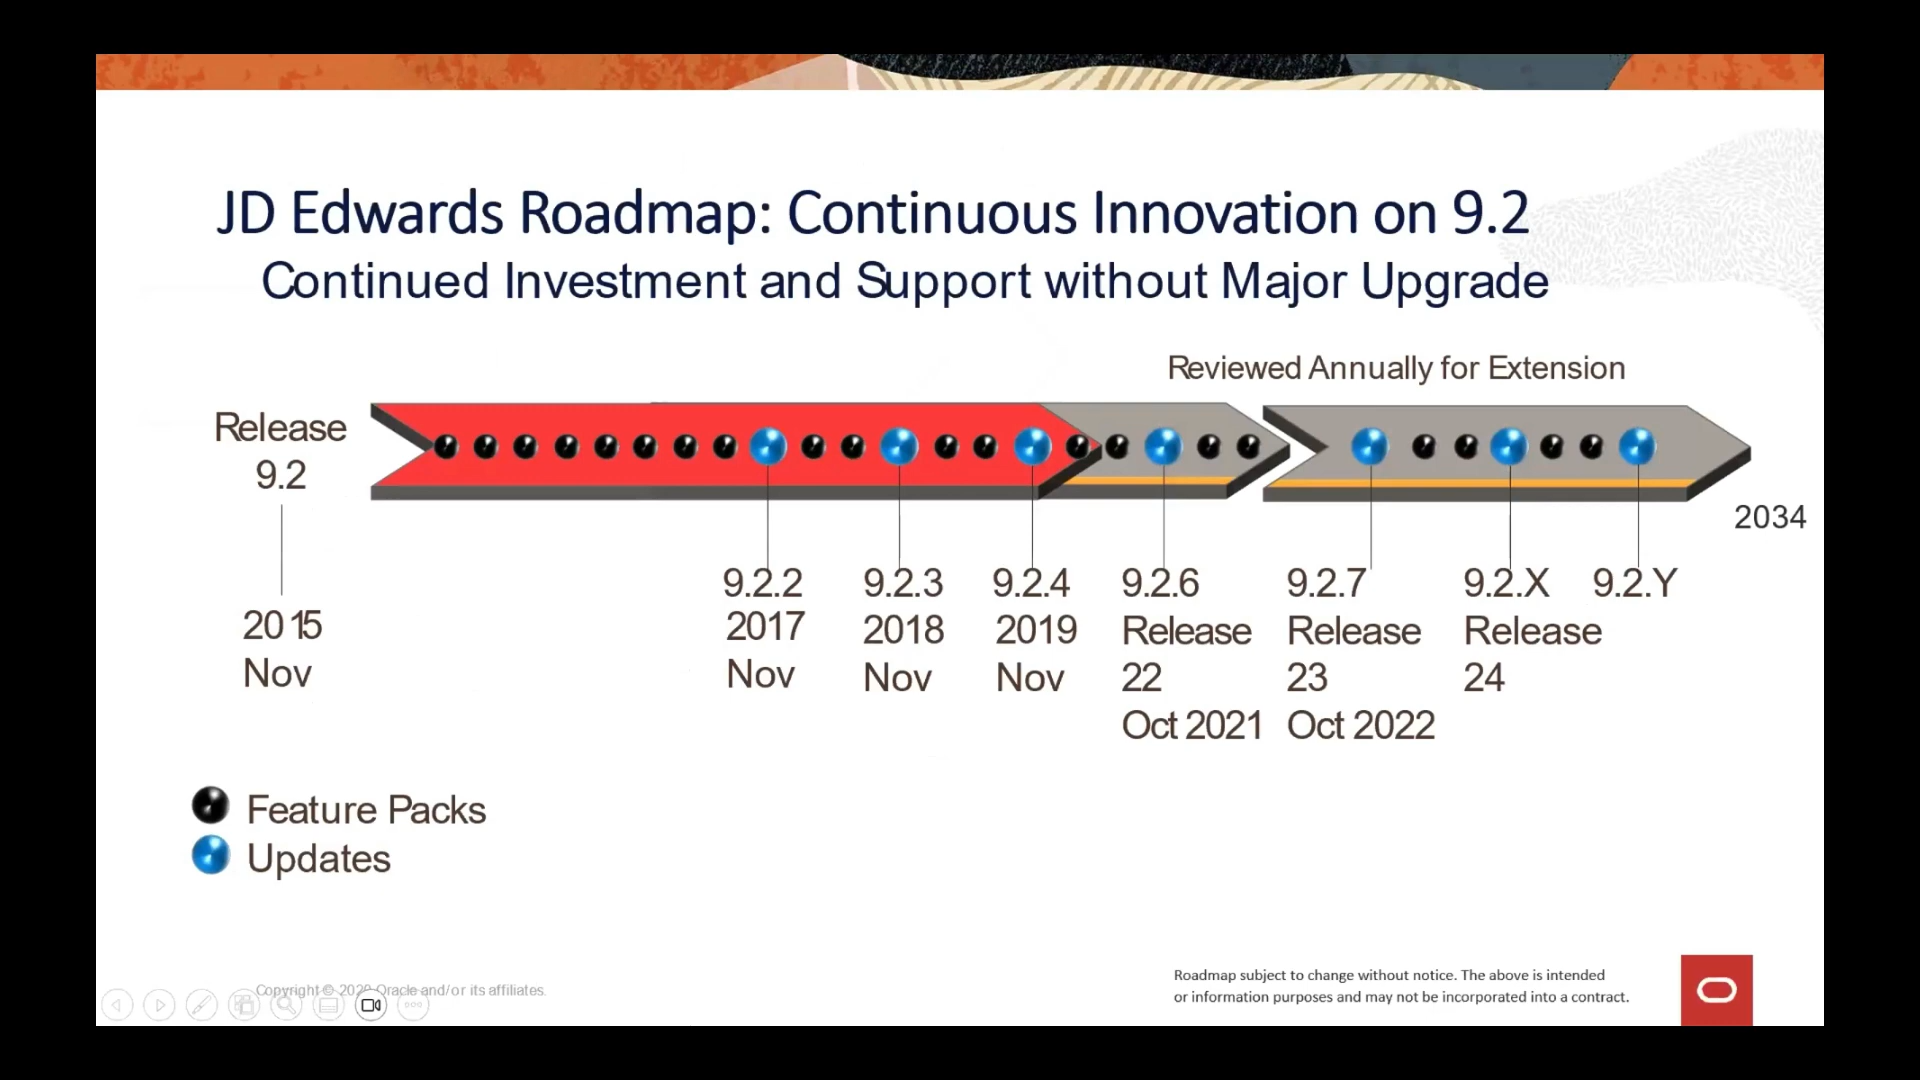 JD Edwards Roadmap: Continuous Innovation on 9.2
Continued Investment and Support without Major Upgrade
Reviewed Annually for Extension
Release
9.2
2034
2015
Nov
9.2.2
2017
Nov
9.2.3
2018
Nov
9.2.4
2019
Nov
9.2.6
Release
22
Oct 2021
9.2.7
Release
23
Oct 2022
9.2.X
Release
24
9.2.Y
Feature Packs
Updates
Copyright © Oracle and/or its affiliates.
Roadmap subject to change without notice. The above is intended
or information purposes and may not be incorporated into a contract.